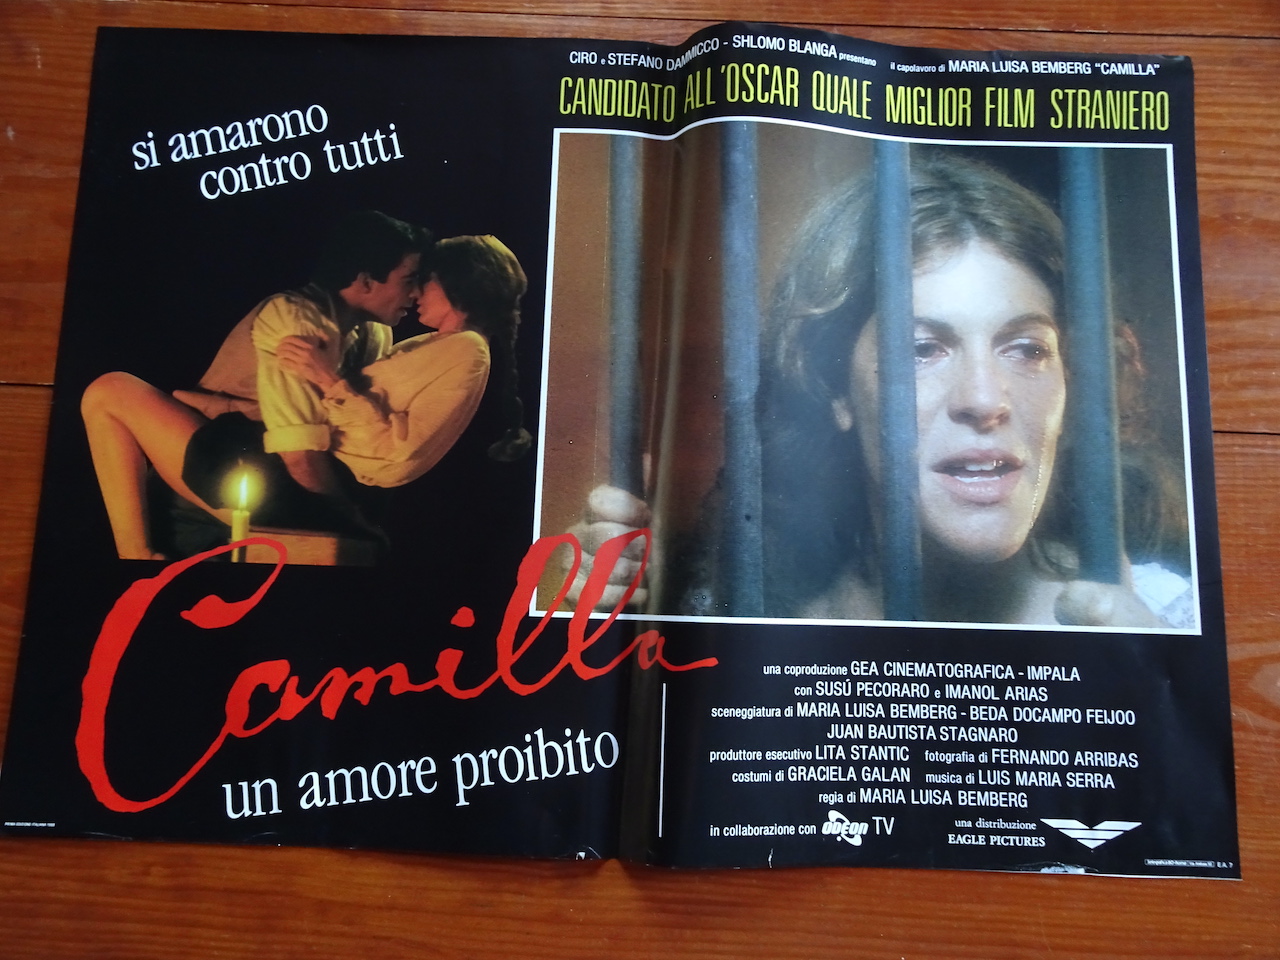 CIRO e STEFANO DAMMICCO - SHLOMO BLANGA presentano il capolavoro di MARIA LUISA BEMBERG "CAMILLA"
CANDIDATO ALL'OSCAR QUALE MIGLIOR FILM STRANIERO
si amarono
contro tutti
Camilla
un amore proibito
una coproduzione GEA CINEMATOGRAFICA - IMPALA
con SUSÚ PECORARO e IMANOL ARIAS
sceneggiatura di MARIA LUISA BEMBERG - BEDA DOCAMPO FEIJOO
JUAN BAUTISTA STAGNARO
produttore esecutivo LITA STANTIC fotografia di FERNANDO ARRIBAS
costumi di GRACIELA GALAN musica di LUIS MARIA SERRA
regia di MARIA LUISA BEMBERG
in collaborazione con ODEON TV
una distribuzione
EAGLE PICTURES